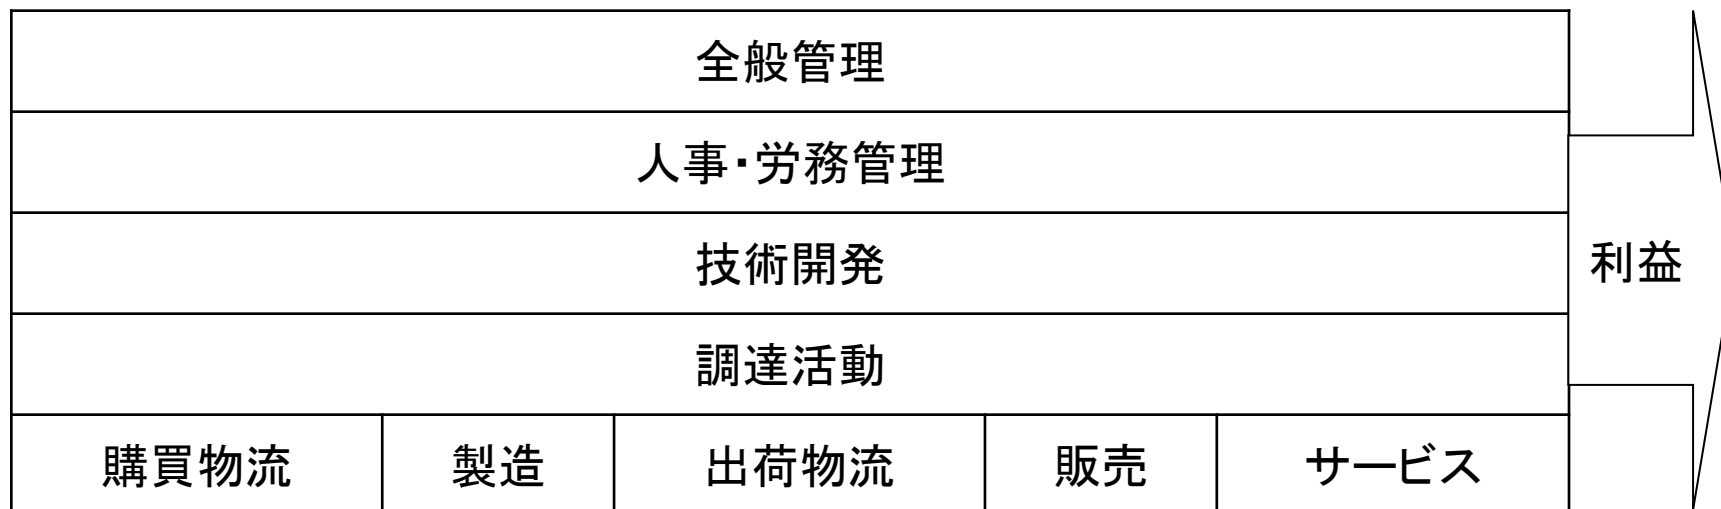 全般管理
人事・労務管理
技術開発
利益
調達活動
購買物流 製造 出荷物流 販売 サービス